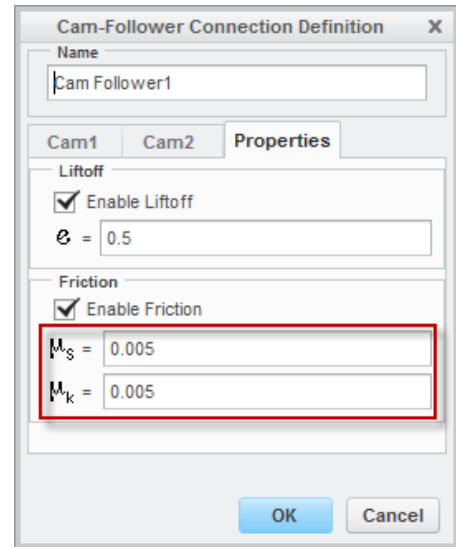 Cam-Follower Connection Definition X
Name
Cam Follower1
Cam1 Cam2 Properties
Liftoff
Enable Liftoff
e = 0.5
Friction
Enable Friction
μs = 0.005
μk = 0.005
OK Cancel